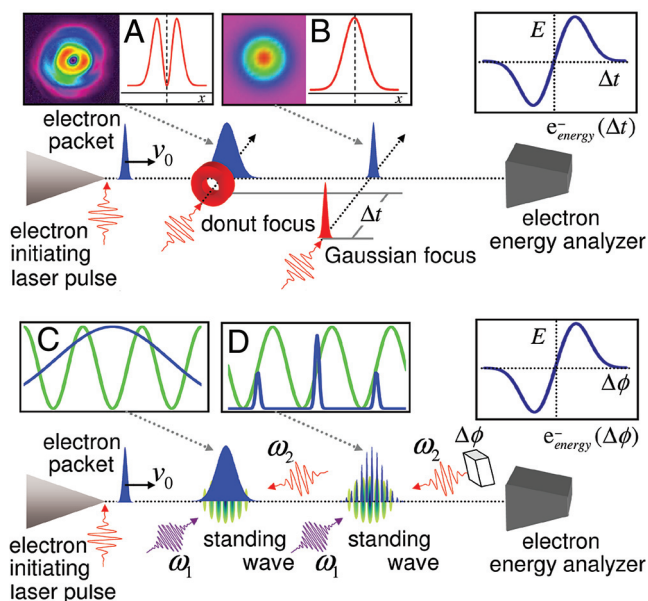 A
x
B
x
E
Δt
e⁻energy(Δt)
electron
packet
v0
donut focus
Δt
Gaussian focus
electron
initiating
laser pulse
electron
energy analyzer
C
D
E
Δϕ
e⁻energy(Δϕ)
electron
packet
v0
ω2
ω2
Δϕ
ω1
standing
wave
ω1
standing
wave
electron
initiating
laser pulse
electron
energy analyzer